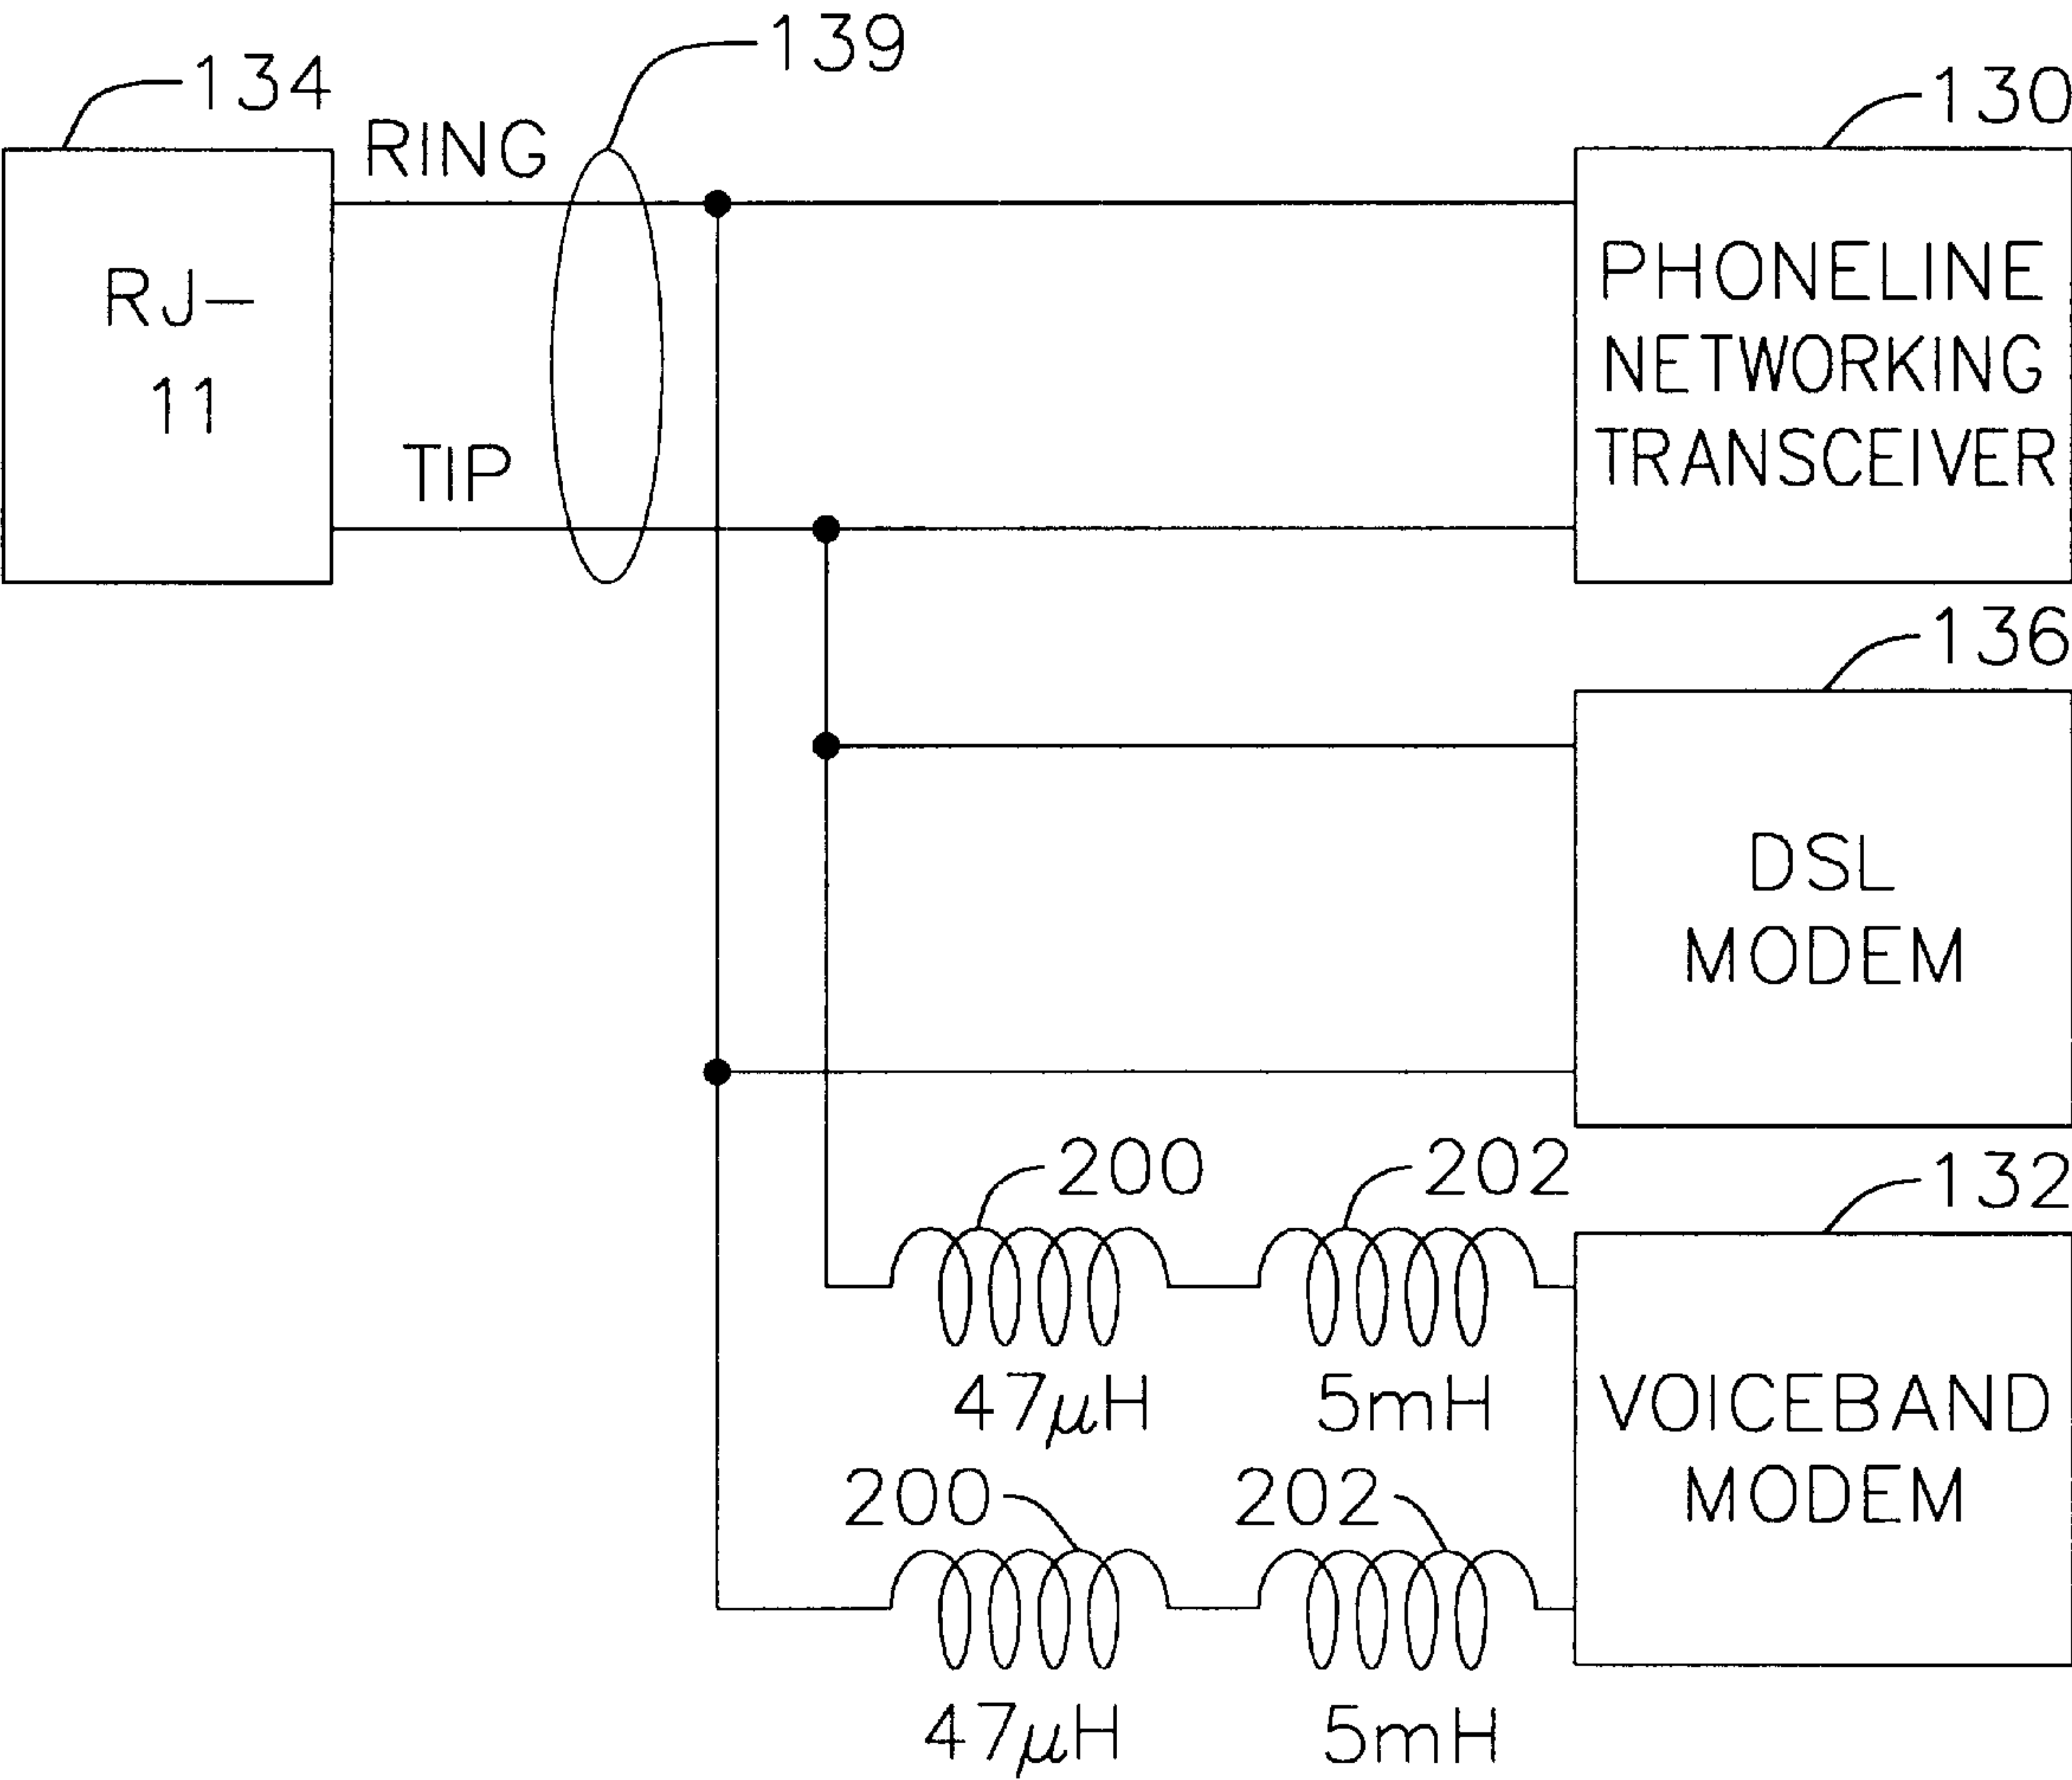 139
134
130
RING
RJ-
11
PHONELINE
NETWORKING
TRANSCEIVER
TIP
136
DSL
MODEM
200
202
132
47μH
5mH
VOICEBAND
MODEM
200
202
47μH
5mH